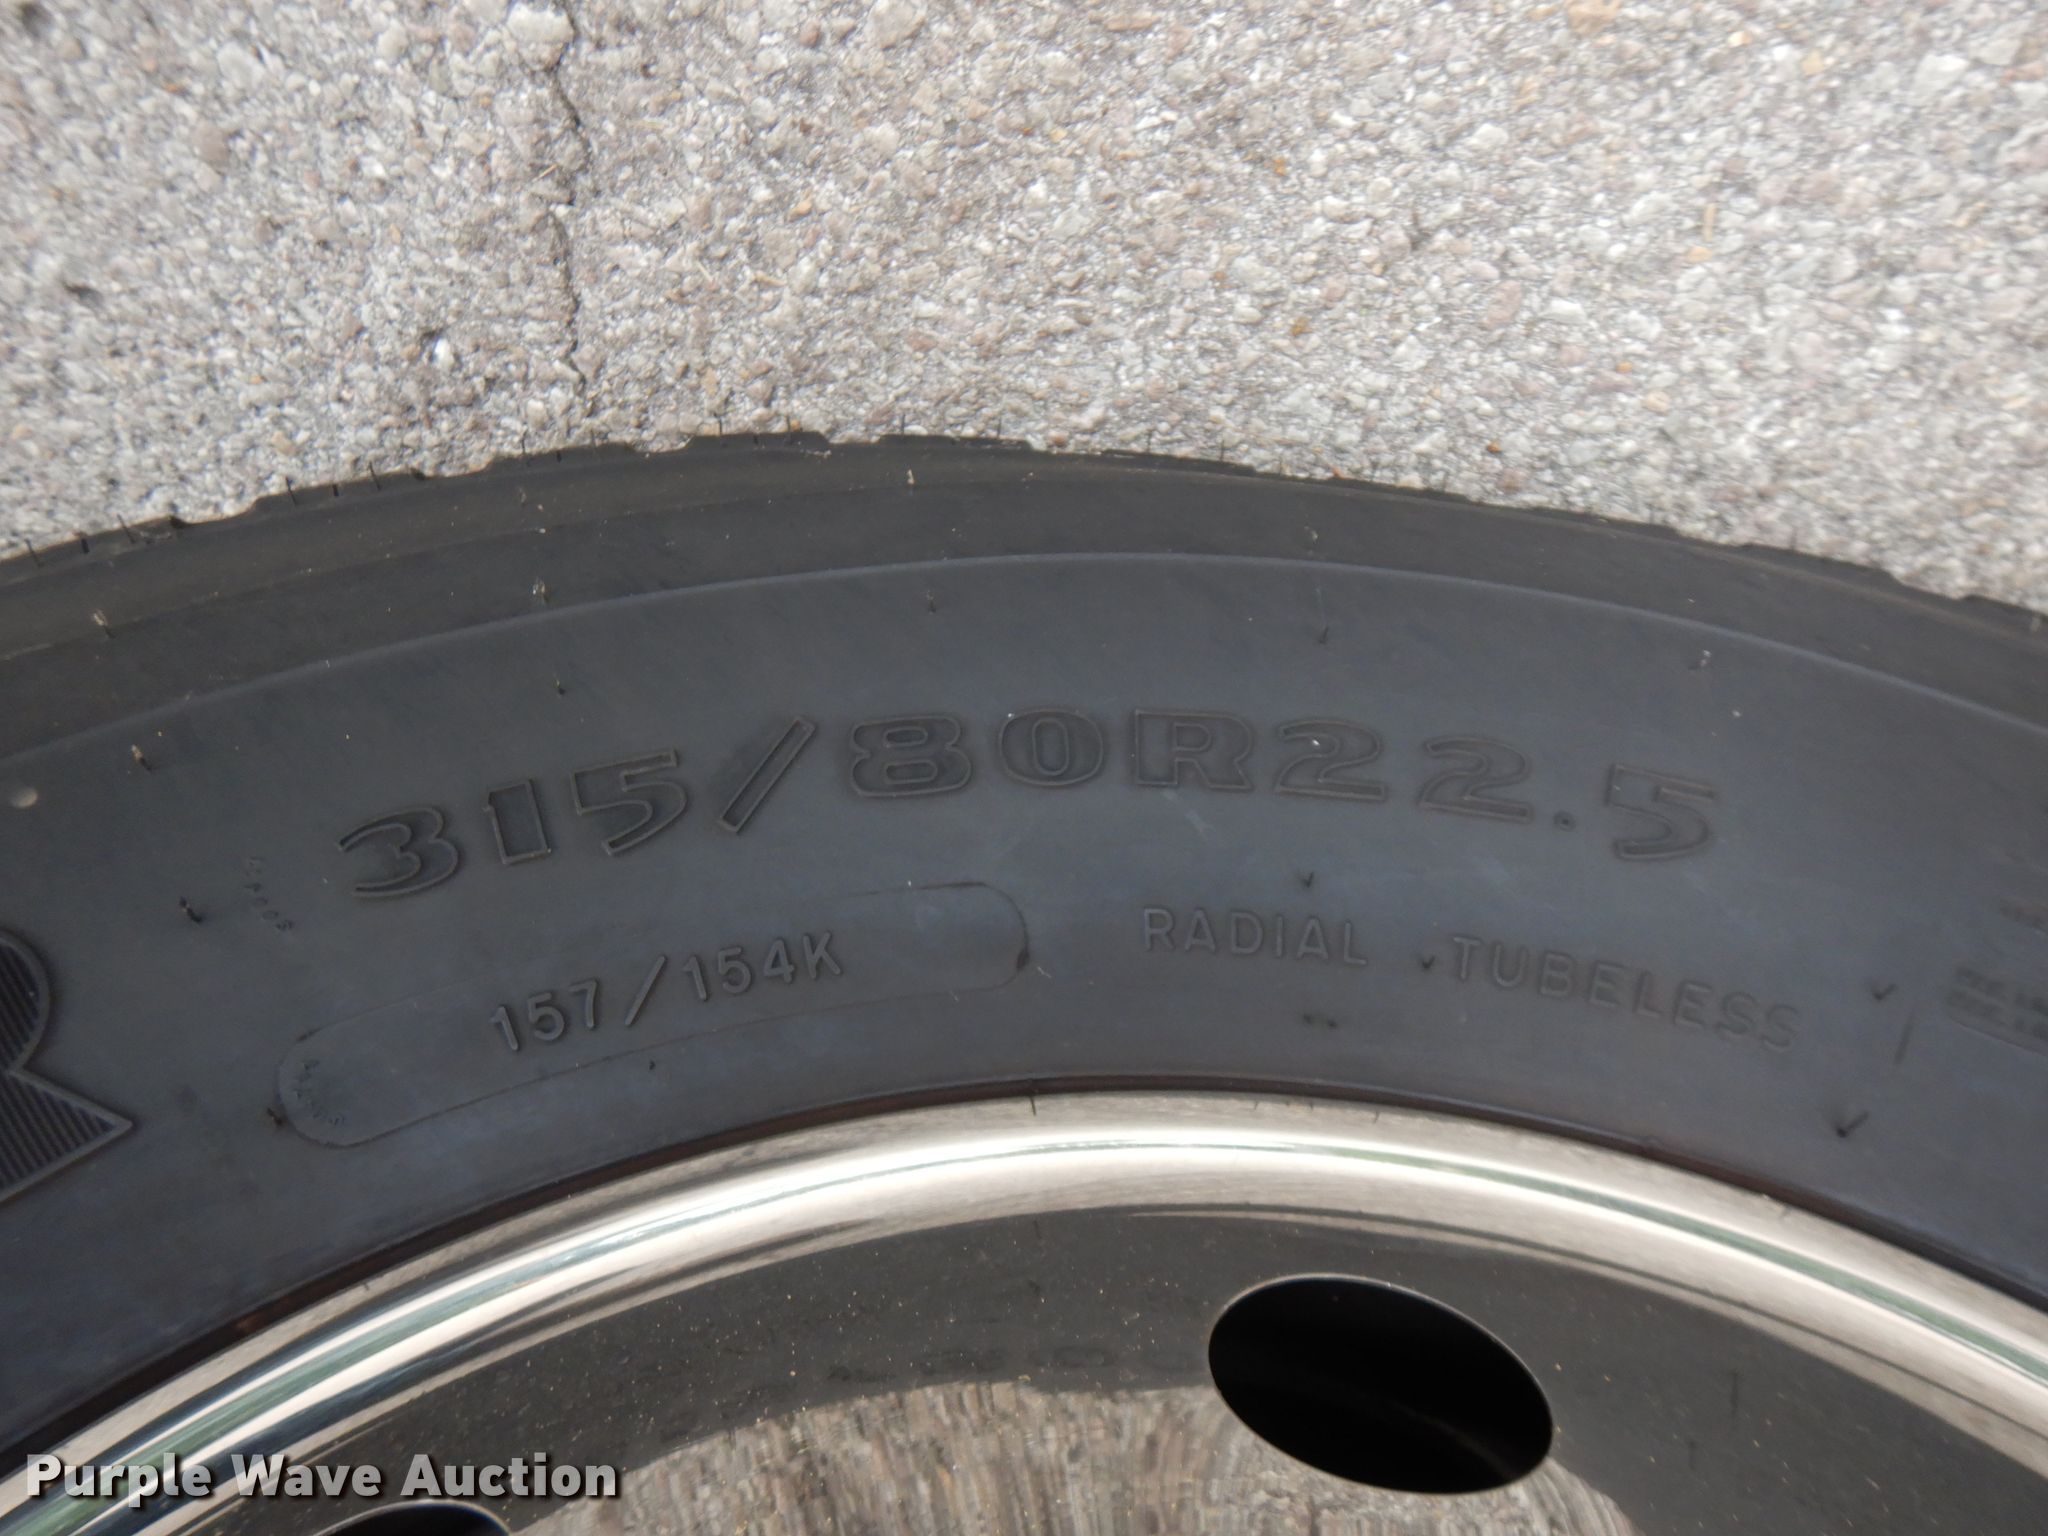 315/80R22.5
157/154K
RADIAL TUBELESS
R
Purple Wave Auction